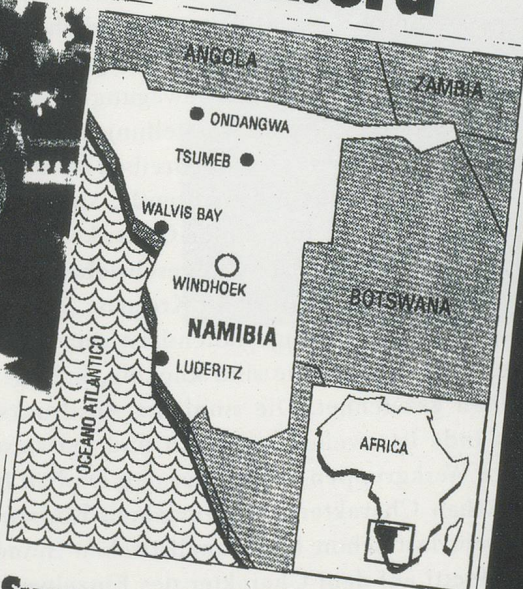 ANGOLA
ZAMBIA
ONDANGWA
TSUMEB
WALVIS BAY
WINDHOEK
BOTSWANA
NAMIBIA
LUDERITZ
OCEANO ATLANTICO
AFRICA